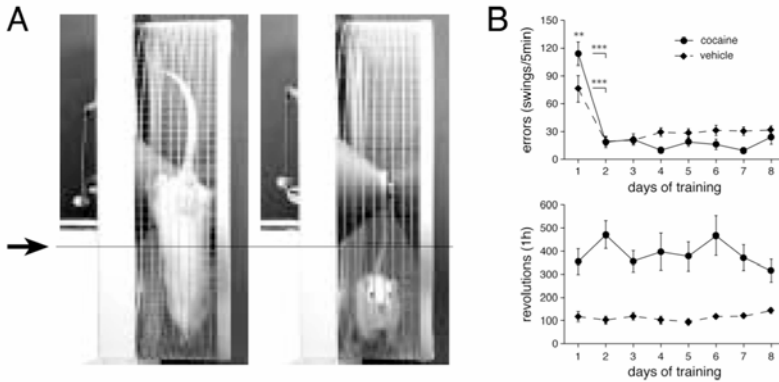 A
B
errors (swings/5min)
150
120
90
60
30
0
**
***
***
cocaine
vehicle
1 2 3 4 5 6 7 8
days of training
revolutions (1h)
600
500
400
300
200
100
0
1 2 3 4 5 6 7 8
days of training